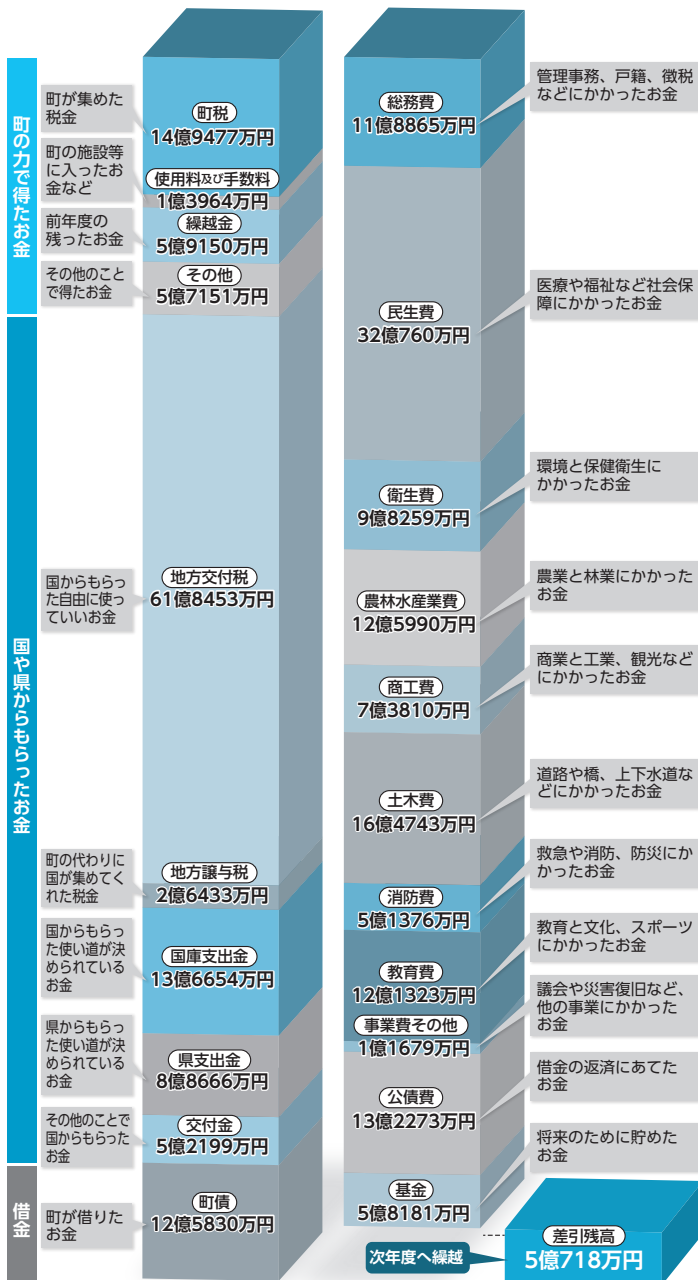 町の力で得たお金
町が集めた
税金
町税
14億9477万円
町の施設等
に入ったお
金など
使用料及び手数料
1億3964万円
前年度の
残ったお金
繰越金
5億9150万円
その他のこと
で得たお金
その他
5億7151万円
国や県からもらったお金
国からもらっ
た自由に使っ
ていいお金
地方交付税
61億8453万円
町の代わりに
国が集めてく
れた税金
地方譲与税
2億6433万円
国からもらっ
た使い道が決
められている
お金
国庫支出金
13億6654万円
県からもらっ
た使い道が決
められている
お金
県支出金
8億8666万円
その他のことで
国からもらった
お金
交付金
5億2199万円
借金
町が借りた
お金
町債
12億5830万円
総務費
11億8865万円
管理事務、戸籍、徴税
などにかかったお金
民生費
32億760万円
医療や福祉など社会保
障にかかったお金
衛生費
9億8259万円
環境と保健衛生に
かかったお金
農林水産業費
12億5990万円
農業と林業にかかった
お金
商工費
7億3810万円
商業と工業、観光など
にかかったお金
土木費
16億4743万円
道路や橋、上下水道な
どにかかったお金
消防費
5億1376万円
救急や消防、防災にか
かったお金
教育費
12億1323万円
教育と文化、スポーツ
にかかったお金
事業費その他
1億1679万円
議会や災害復旧など、
他の事業にかかった
お金
公債費
13億2273万円
借金の返済にあてた
お金
基金
5億8181万円
将来のために貯めた
お金
次年度へ繰越
差引残高
5億718万円